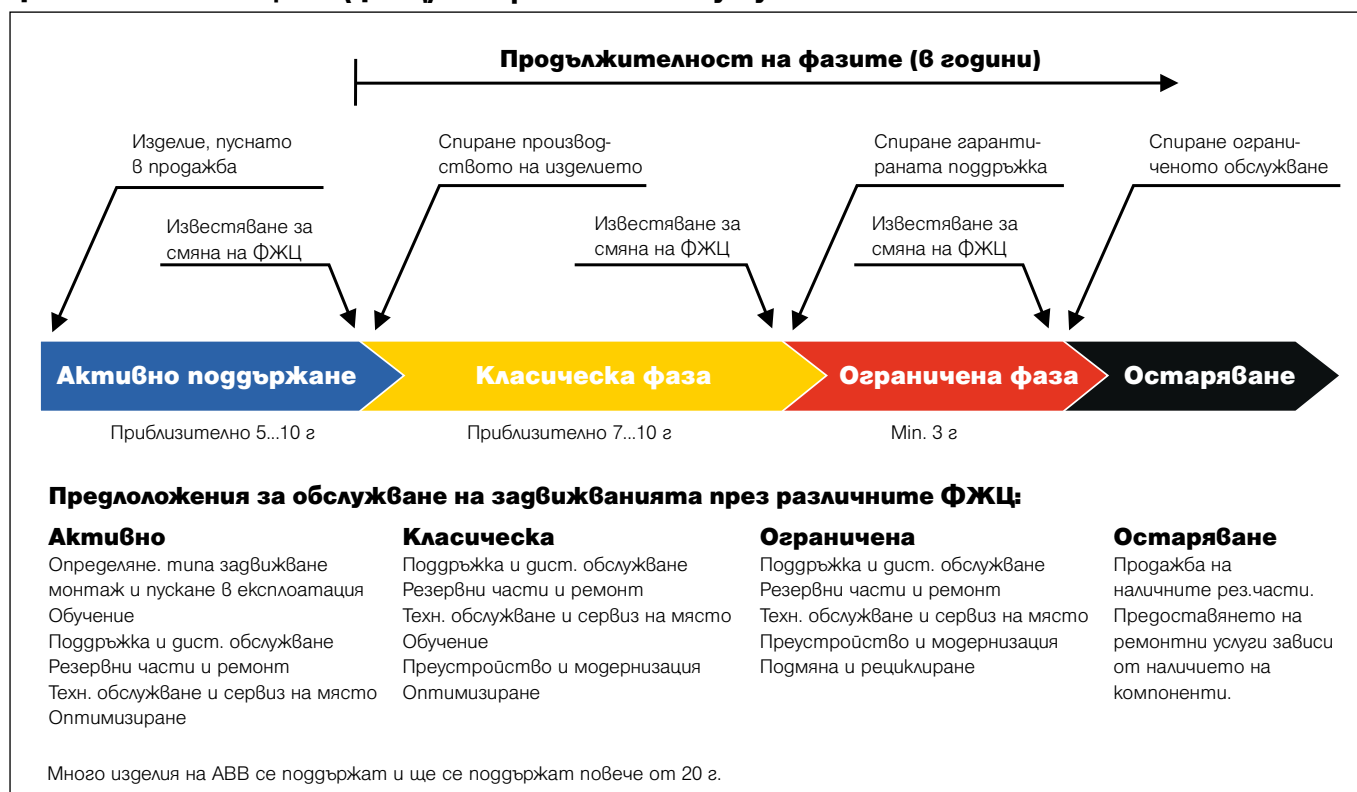 Продължителност на фазите (в години)
Изделие, пуснато
в продажба
Спиране производ-
ството на изделието
Спиране гаранти-
раната поддръжка
Спиране ограни-
ченото обслужване
Известяване за
смяна на ФЖЦ
Известяване за
смяна на ФЖЦ
Известяване за
смяна на ФЖЦ
Активно поддържане
Класическа фаза
Ограничена фаза
Остаряване
Приблизително 5...10 г
Приблизително 7...10 г
Min. 3 г
Предлоложения за обслужване на задвижванията през различните ФЖЦ:
Активно
Определяне. типа задвижване
монтаж и пускане в експлоатация
Обучение
Поддръжка и дист. обслужване
Резервни части и ремонт
Техн. обслужване и сервиз на място
Оптимизиране
Класическа
Поддръжка и дист. обслужване
Резервни части и ремонт
Техн. обслужване и сервиз на място
Обучение
Преустройство и модернизация
Оптимизиране
Ограничена
Поддръжка и дист. обслужване
Резервни части и ремонт
Техн. обслужване и сервиз на място
Преустройство и модернизация
Подмяна и рециклиране
Остаряване
Продажба на
наличните рез.части.
Предоставянето на
ремонтни услуги зависи
от наличието на
компоненти.
Много изделия на АВВ се поддържат и ще се поддържат повече от 20 г.